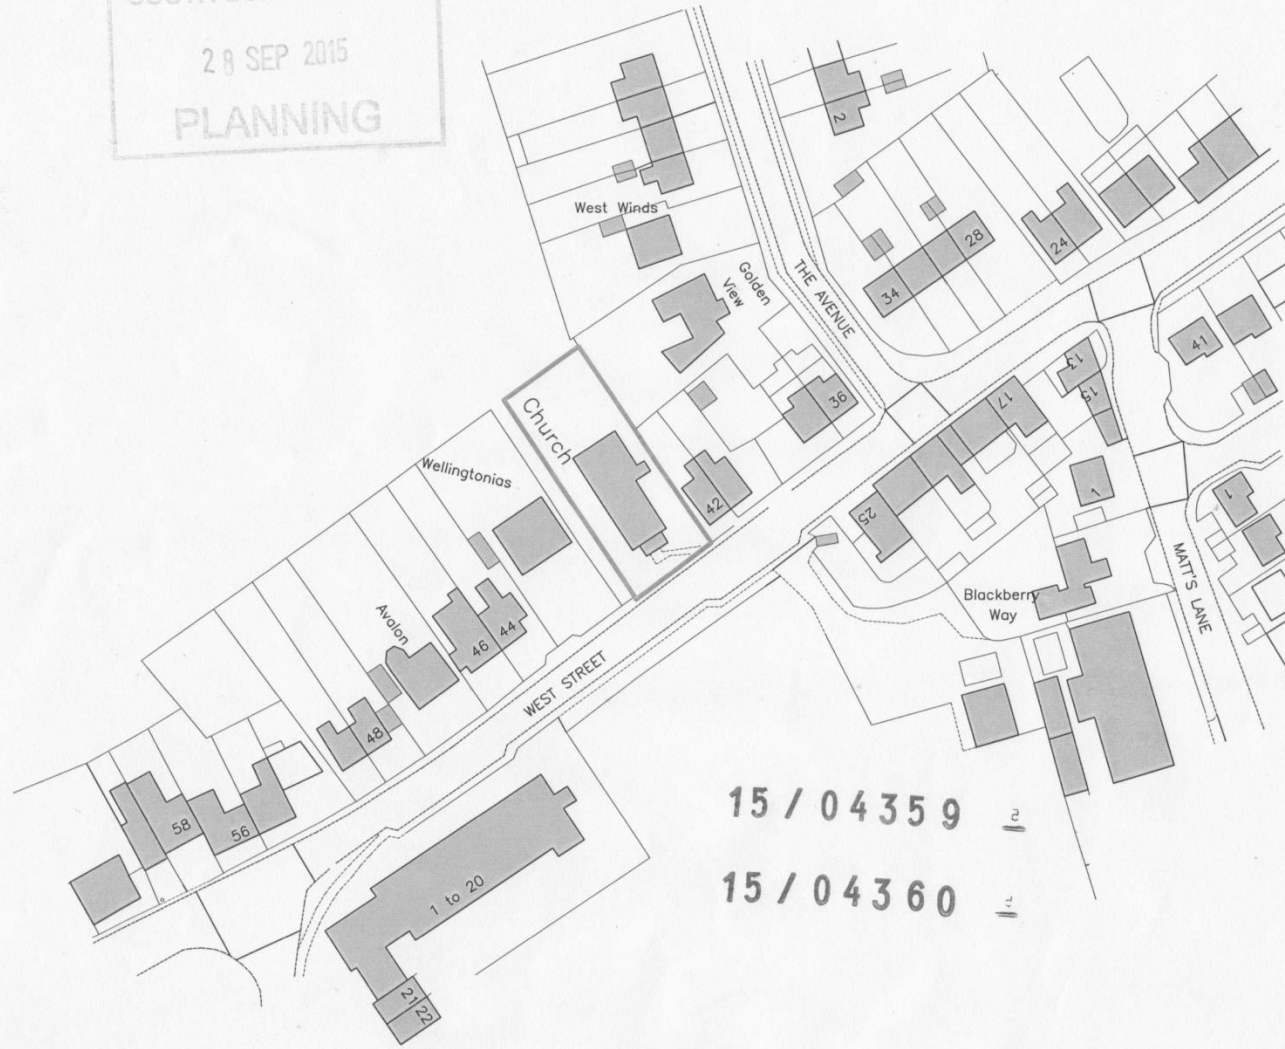 28 SEP 2015
PLANNING
2
West Winds
Golden
View
THE AVENUE
28
34
24
41
36
13
15
17
Church
Wellingtonias
42
25
1
Avalon
46
44
Blackberry
Way
MATT'S LANE
WEST STREET
48
58
56
1 to 20
21
22
15/04359
15/04360